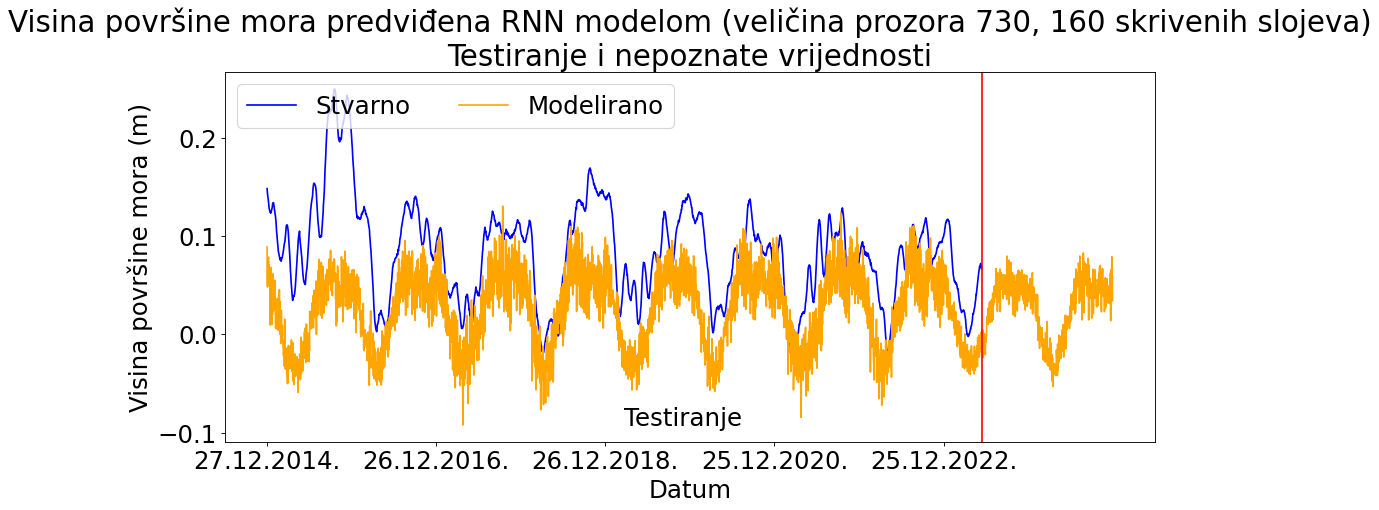 Visina površine mora predviđena RNN modelom (veličina prozora 730, 160 skrivenih slojeva)
Testiranje i nepoznate vrijednosti
Stvarno Modelirano
Visina površine mora (m)
0.2
0.1
0.0
−0.1
Testiranje
27.12.2014. 26.12.2016. 26.12.2018. 25.12.2020. 25.12.2022.
Datum